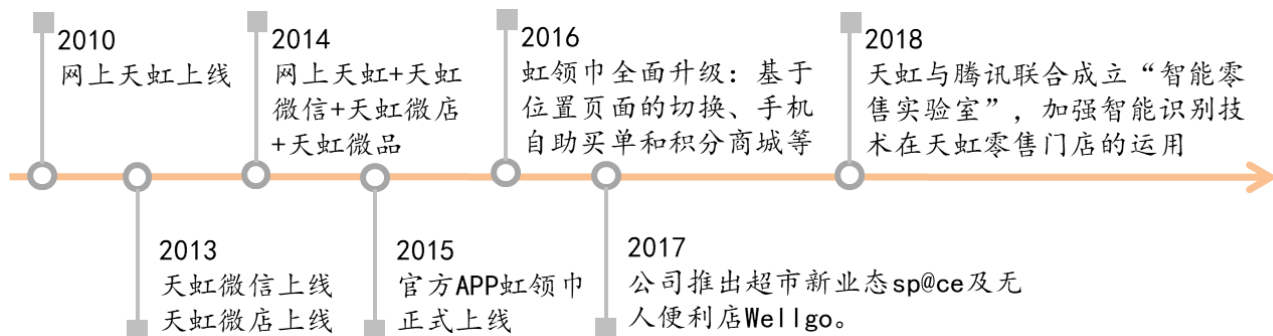 2010
网上天虹上线
2014
网上天虹+天虹
微信+天虹微店
+天虹微品
2016
虹领巾全面升级：基于
位置页面的切换、手机
自助买单和积分商城等
2018
天虹与腾讯联合成立“智能零
售实验室”，加强智能识别技
术在天虹零售门店的运用
2013
天虹微信上线
天虹微店上线
2015
官方APP虹领巾
正式上线
2017
公司推出超市新业态sp@ce及无
人便利店Wellgo。